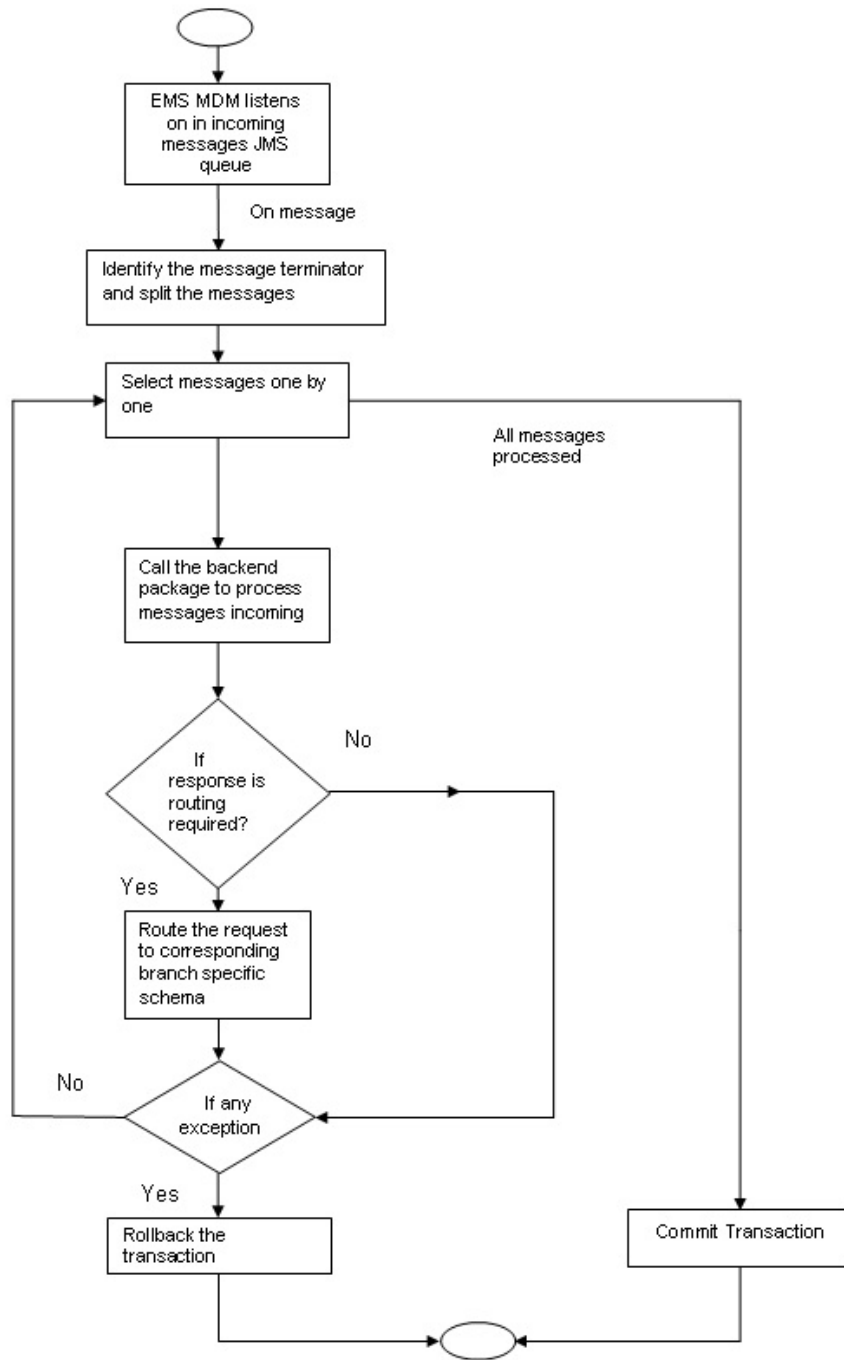 EMS MDM listens
on in incoming
messages JMS
queue
On message
Identify the message terminator
and split the messages
Select messages one by
one
All messages
processed
Call the backend
package to process
messages incoming
If
response is
routing
required?
No
Yes
Route the request
to corresponding
branch specific
schema
No
If any
exception
Yes
Rollback the
transaction
Commit Transaction